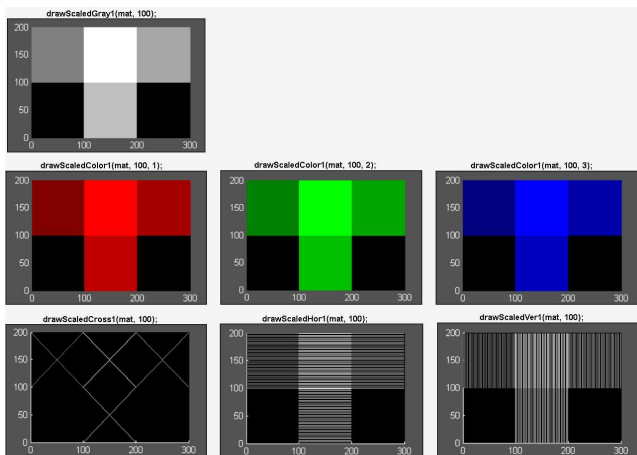 drawScaledGray1(mat, 100);
200
150
100
50
0
0 100 200 300
drawScaledColor1(mat, 100, 1);
200
150
100
50
0
0 100 200 300
drawScaledColor1(mat, 100, 2);
200
150
100
50
0
0 100 200 300
drawScaledColor1(mat, 100, 3);
200
150
100
50
0
0 100 200 300
drawScaledCross1(mat, 100);
200
150
100
50
0
0 100 200 300
drawScaledHor1(mat, 100);
200
150
100
50
0
0 100 200 300
drawScaledVer1(mat, 100);
200
150
100
50
0
0 100 200 300